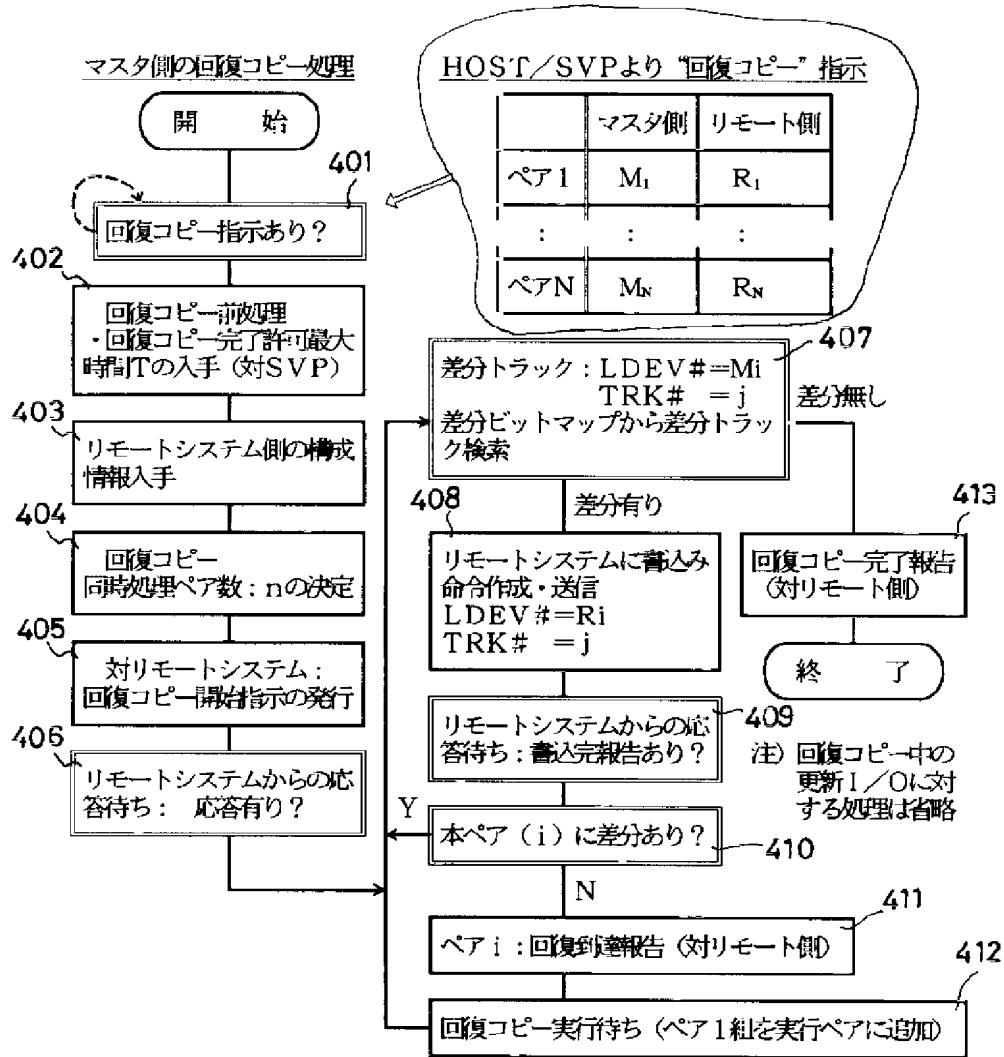 マスタ側の回復コピー処理
開 始
401
回復コピー指示あり?
402
回復コピー前処理
・回復コピー完了許可最大
時間Tの入手(対SVP)
403
リモートシステム側の構成
情報入手
404
回復コピー
同時処理ペア数:nの決定
405
対リモートシステム:
回復コピー開始指示の発行
406
リモートシステムからの応
答待ち: 応答有り?
HOST/SVPより “回復コピー” 指示
マスタ側 リモート側
ペア1 M₁ R₁
: : :
ペアN MN RN
407
差分トラック:LDEV#=Mi
TRK# =j
差分ビットマップから差分トラッ
ク検索
差分無し
差分有り
408
リモートシステムに書込み
命令作成・送信
LDEV#=Ri
TRK# =j
413
回復コピー完了報告
(対リモート側)
終 了
409
リモートシステムからの応
答待ち:書込完報告あり?
注) 回復コピー中の
更新I/Oに対
する処理は省略
Y
本ペア(i)に差分あり?
410
N
411
ペアi:回復到達報告(対リモート側)
412
回復コピー実行待ち(ペア1組を実行ペアに追加)